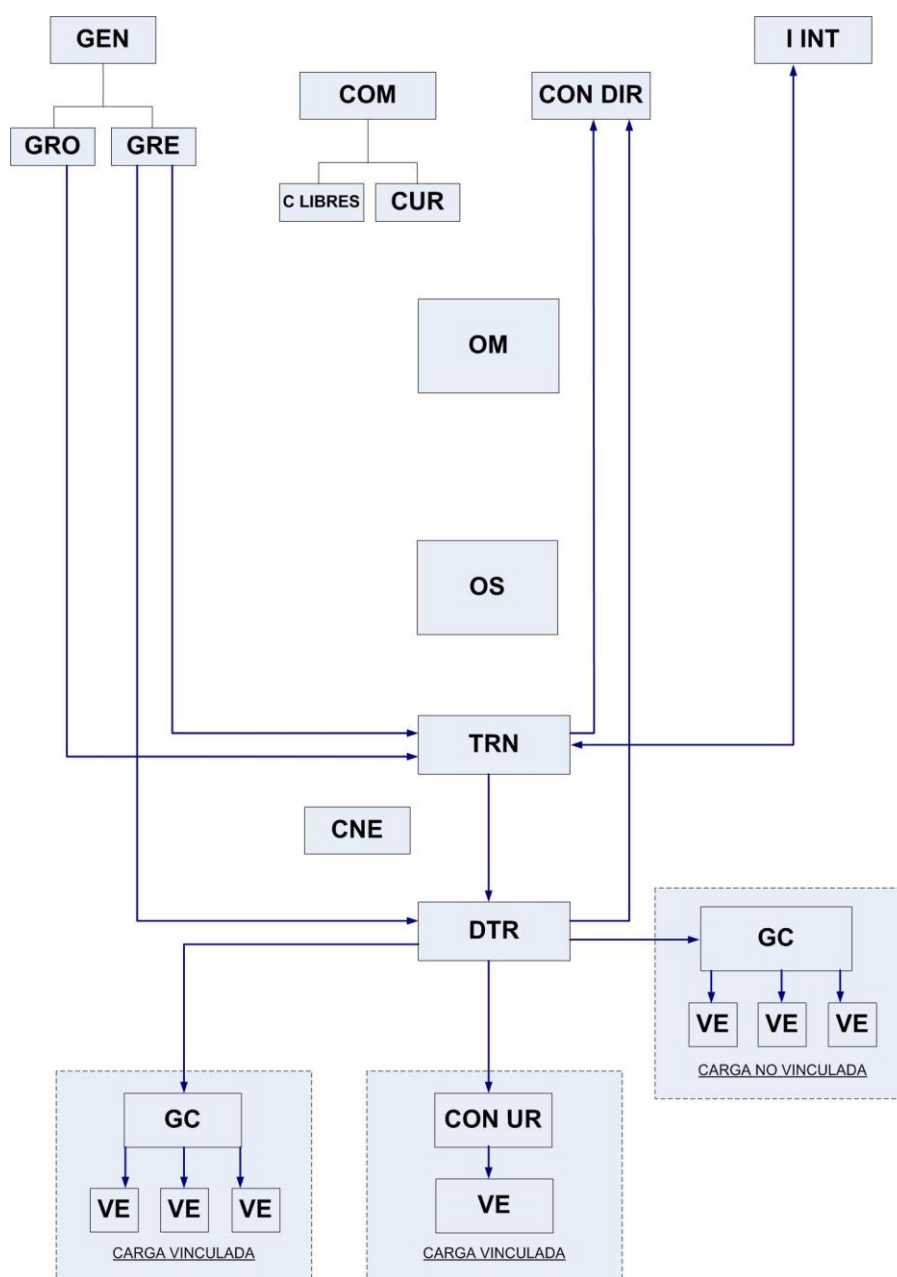 GEN
I INT
COM
CON DIR
GRO
GRE
C LIBRES
CUR
OM
OS
TRN
CNE
DTR
GC
VE
VE
VE
CARGA NO VINCULADA
GC
VE
VE
VE
CARGA VINCULADA
CON UR
VE
CARGA VINCULADA